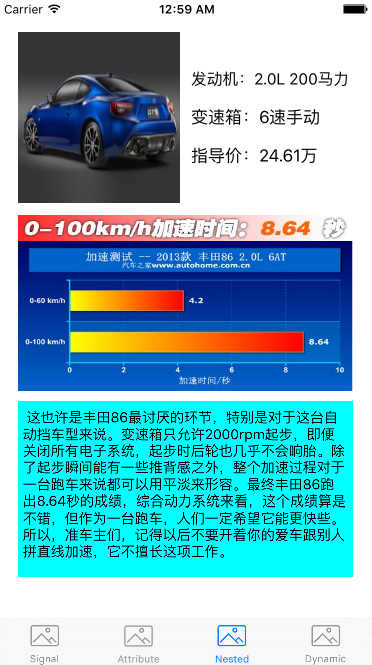 Carrier 12:59 AM
发动机：2.0L 200马力
变速箱：6速手动
指导价：24.61万
0-100km/h加速时间：8.64 秒
加速测试 -- 2013款 丰田86 2.0L 6AT
汽车之家www.autohome.com.cn
0-60 km/h 4.2
0-100 km/h 8.64
0 2 4 6 8 10
加速时间/秒
这也许是丰田86最讨厌的环节，特别是对于这台自
动挡车型来说。变速箱只允许2000rpm起步，即便
关闭所有电子系统，起步时后轮也几乎不会响胎。除
了起步瞬间能有一些推背感之外，整个加速过程对于
一台跑车来说都可以用平淡来形容。最终丰田86跑
出8.64秒的成绩，综合动力系统来看，这个成绩算是
不错，但作为一台跑车，人们一定希望它能更快些。
所以，准车主们，记得以后不要开着你的爱车跟别人
拼直线加速，它不擅长这项工作。
Signal Attribute Nested Dynamic